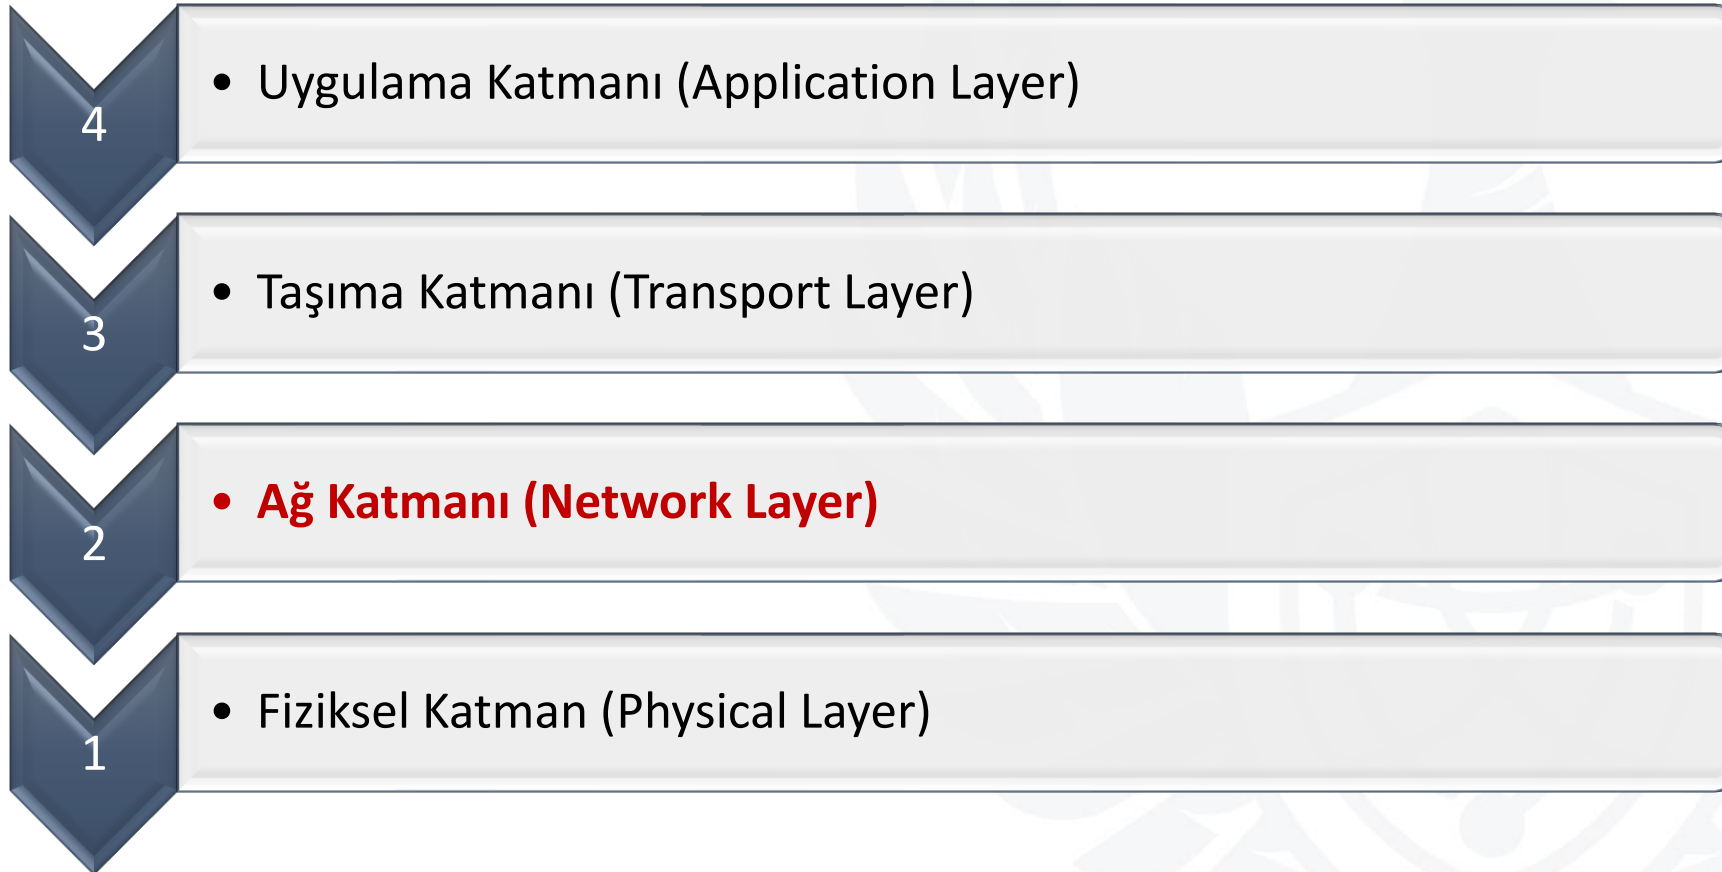 4
• Uygulama Katmanı (Application Layer)
3
• Taşıma Katmanı (Transport Layer)
2
• Ağ Katmanı (Network Layer)
1
• Fiziksel Katman (Physical Layer)